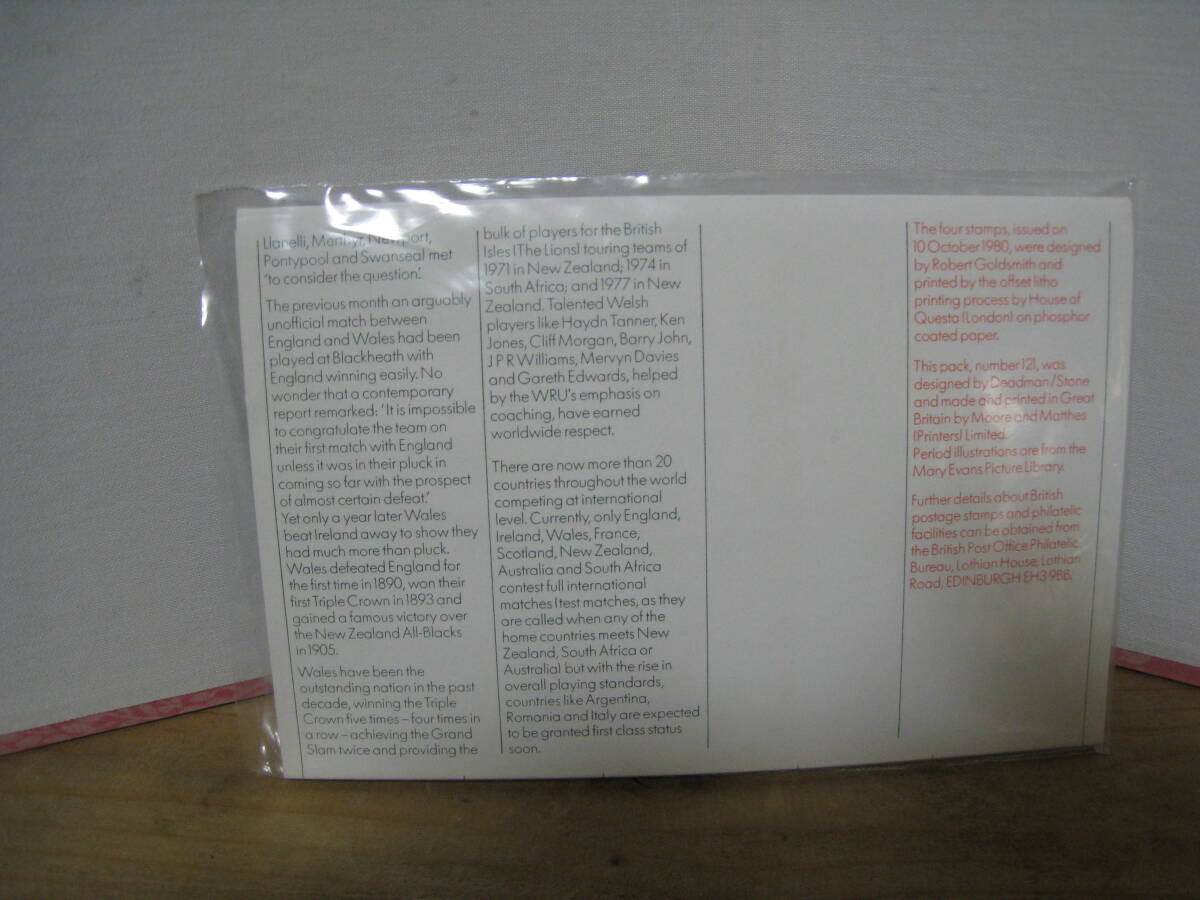 Llanelli, Merthyr, Newport,
Pontypool and Swansea) met
'to consider the question'.
The previous month an arguably
unofficial match between
England and Wales had been
played at Blackheath with
England winning easily. No
wonder that a contemporary
report remarked: 'It is impossible
to congratulate the team on
their first match with England
unless it was in their pluck in
coming so far with the prospect
of almost certain defeat.'
Yet only a year later Wales
beat Ireland away to show they
had much more than pluck.
Wales defeated England for
the first time in 1890, won their
first Triple Crown in 1893 and
gained a famous victory over
the New Zealand All-Blacks
in 1905.
Wales have been the
outstanding nation in the past
decade, winning the Triple
Crown five times – four times in
a row – achieving the Grand
Slam twice and providing the
bulk of players for the British
Isles (The Lions) touring teams of
1971 in New Zealand; 1974 in
South Africa; and 1977 in New
Zealand. Talented Welsh
players like Haydn Tanner, Ken
Jones, Cliff Morgan, Barry John,
J P R Williams, Mervyn Davies
and Gareth Edwards, helped
by the WRU's emphasis on
coaching, have earned
worldwide respect.
There are now more than 20
countries throughout the world
competing at international
level. Currently, only England,
Ireland, Wales, France,
Scotland, New Zealand,
Australia and South Africa
contest full international
matches (test matches, as they
are called when any of the
home countries meets New
Zealand, South Africa or
Australia) but with the rise in
overall playing standards,
countries like Argentina,
Romania and Italy are expected
to be granted first class status
soon.
The four stamps, issued on
10 October 1980, were designed
by Robert Goldsmith and
printed by the offset litho
printing process by House of
Questa (London) on phosphor
coated paper.
This pack, number 121, was
designed by Deadman/Stone
and made and printed in Great
Britain by Moore and Matthes
(Printers) Limited.
Period illustrations are from the
Mary Evans Picture Library.
Further details about British
postage stamps and philatelic
facilities can be obtained from
the British Post Office Philatelic
Bureau, Lothian House, Lothian
Road, EDINBURGH EH3 9BB.